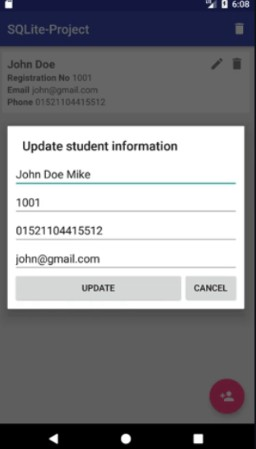 6:08
SQLite-Project
John Doe
Registration No 1001
Email john@gmail.com
Phone 01521104415512
Update student information
John Doe Mike
1001
01521104415512
john@gmail.com
UPDATE CANCEL